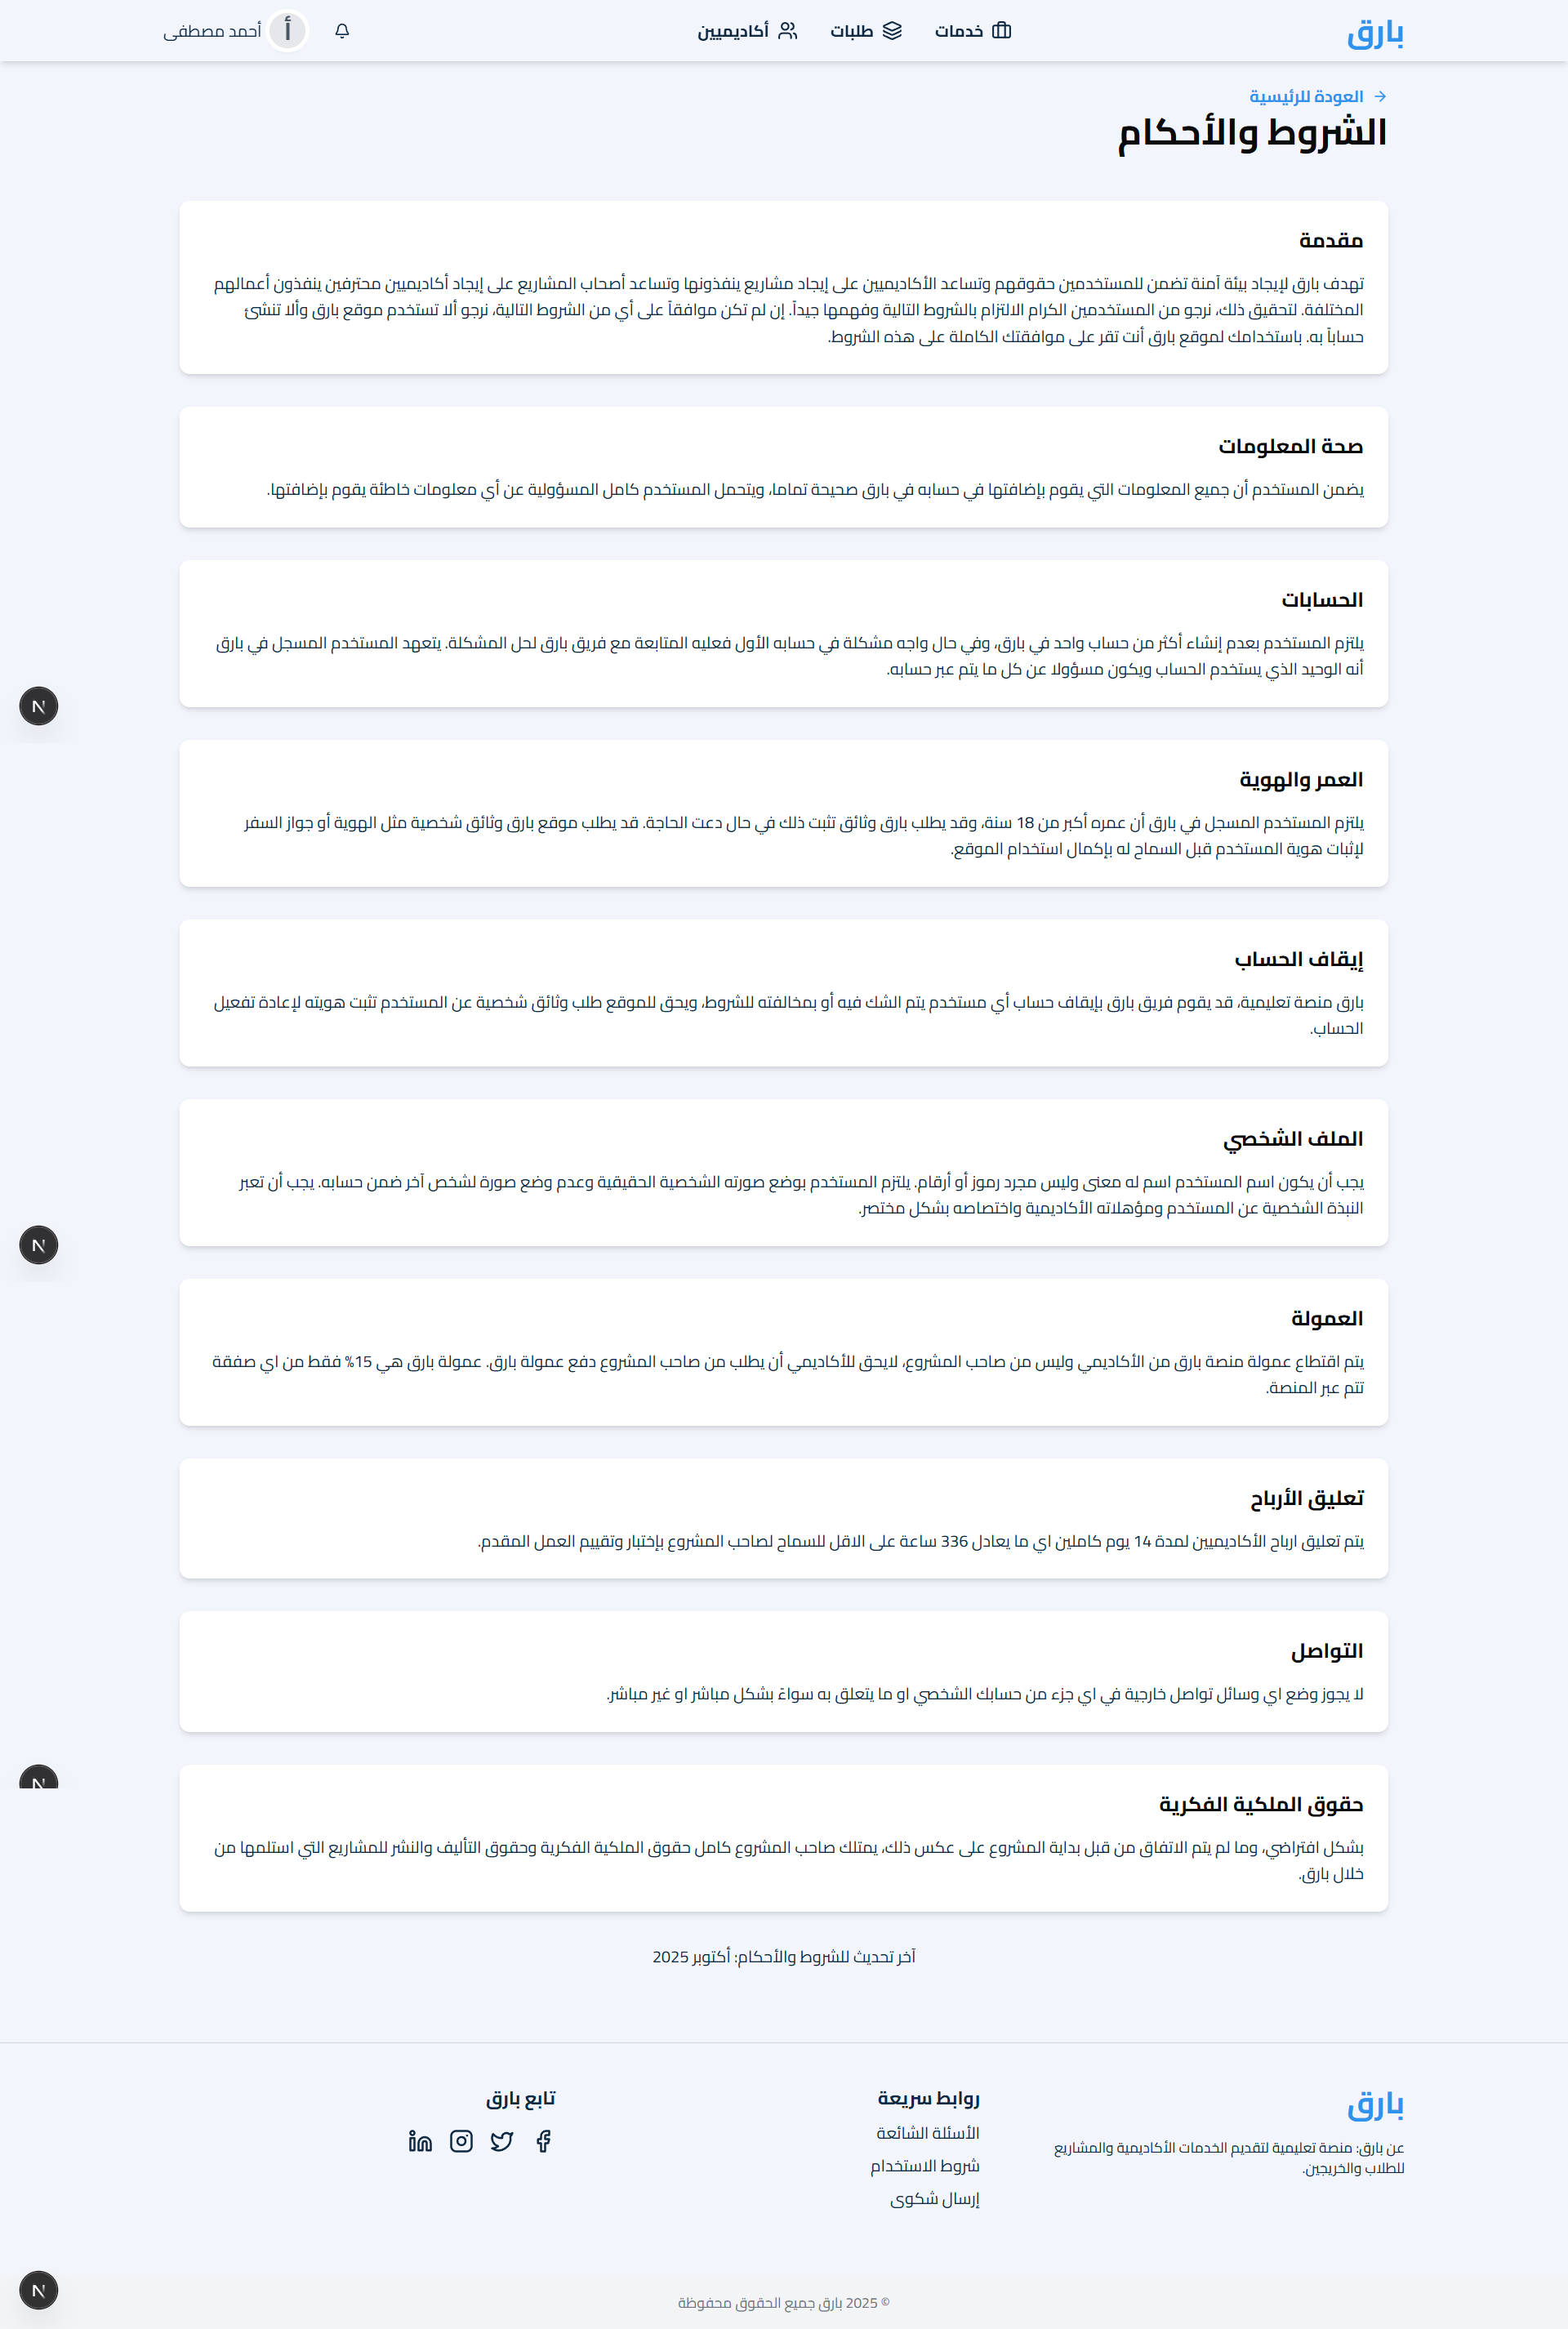 بارق
خدمات
طلبات
أكاديميين
أحمد مصطفى
أ
العودة للرئيسية
الشروط والأحكام
مقدمة
تهدف بارق لإيجاد بيئة آمنة تضمن للمستخدمين حقوقهم وتساعد الأكاديميين على إيجاد مشاريع ينفذونها وتساعد أصحاب المشاريع على إيجاد أكاديميين محترفين ينفذون أعمالهم
المختلفة. لتحقيق ذلك، نرجو من المستخدمين الكرام الالتزام بالشروط التالية وفهمها جيداً. إن لم تكن موافقاً على أي من الشروط التالية، نرجو ألا تستخدم موقع بارق وألا تنشئ
حساباً به. باستخدامك لموقع بارق أنت تقر على موافقتك الكاملة على هذه الشروط.
صحة المعلومات
يضمن المستخدم أن جميع المعلومات التي يقوم بإضافتها في حسابه في بارق صحيحة تماما، ويتحمل المستخدم كامل المسؤولية عن أي معلومات خاطئة يقوم بإضافتها.
الحسابات
يلتزم المستخدم بعدم إنشاء أكثر من حساب واحد في بارق، وفي حال واجه مشكلة في حسابه الأول فعليه المتابعة مع فريق بارق لحل المشكلة. يتعهد المستخدم المسجل في بارق
أنه الوحيد الذي يستخدم الحساب ويكون مسؤولا عن كل ما يتم عبر حسابه.
العمر والهوية
يلتزم المستخدم المسجل في بارق أن عمره أكبر من 18 سنة، وقد يطلب بارق وثائق تثبت ذلك في حال دعت الحاجة. قد يطلب موقع بارق وثائق شخصية مثل الهوية أو جواز السفر
لإثبات هوية المستخدم قبل السماح له بإكمال استخدام الموقع.
إيقاف الحساب
بارق منصة تعليمية، قد يقوم فريق بارق بإيقاف حساب أي مستخدم يتم الشك فيه أو بمخالفته للشروط، ويحق للموقع طلب وثائق شخصية عن المستخدم تثبت هويته لإعادة تفعيل
الحساب.
الملف الشخصي
يجب أن يكون اسم المستخدم اسم له معنى وليس مجرد رموز أو أرقام. يلتزم المستخدم بوضع صورته الشخصية الحقيقية وعدم وضع صورة لشخص آخر ضمن حسابه. يجب أن تعبر
النبذة الشخصية عن المستخدم ومؤهلاته الأكاديمية واختصاصه بشكل مختصر.
العمولة
يتم اقتطاع عمولة منصة بارق من الأكاديمي وليس من صاحب المشروع، لايحق للأكاديمي أن يطلب من صاحب المشروع دفع عمولة بارق. عمولة بارق هي 15% فقط من اي صفقة
تتم عبر المنصة.
تعليق الأرباح
يتم تعليق ارباح الأكاديميين لمدة 14 يوم كاملين اي ما يعادل 336 ساعة على الاقل للسماح لصاحب المشروع بإختبار وتقييم العمل المقدم.
التواصل
لا يجوز وضع اي وسائل تواصل خارجية في اي جزء من حسابك الشخصي او ما يتعلق به سواءً بشكل مباشر او غير مباشر.
حقوق الملكية الفكرية
بشكل افتراضي، وما لم يتم الاتفاق من قبل بداية المشروع على عكس ذلك، يمتلك صاحب المشروع كامل حقوق الملكية الفكرية وحقوق التأليف والنشر للمشاريع التي استلمها من
خلال بارق.
آخر تحديث للشروط والأحكام: أكتوبر 2025
بارق
عن بارق: منصة تعليمية لتقديم الخدمات الأكاديمية والمشاريع
للطلاب والخريجين.
روابط سريعة
الأسئلة الشائعة
شروط الاستخدام
إرسال شكوى
تابع بارق
© 2025 بارق جميع الحقوق محفوظة